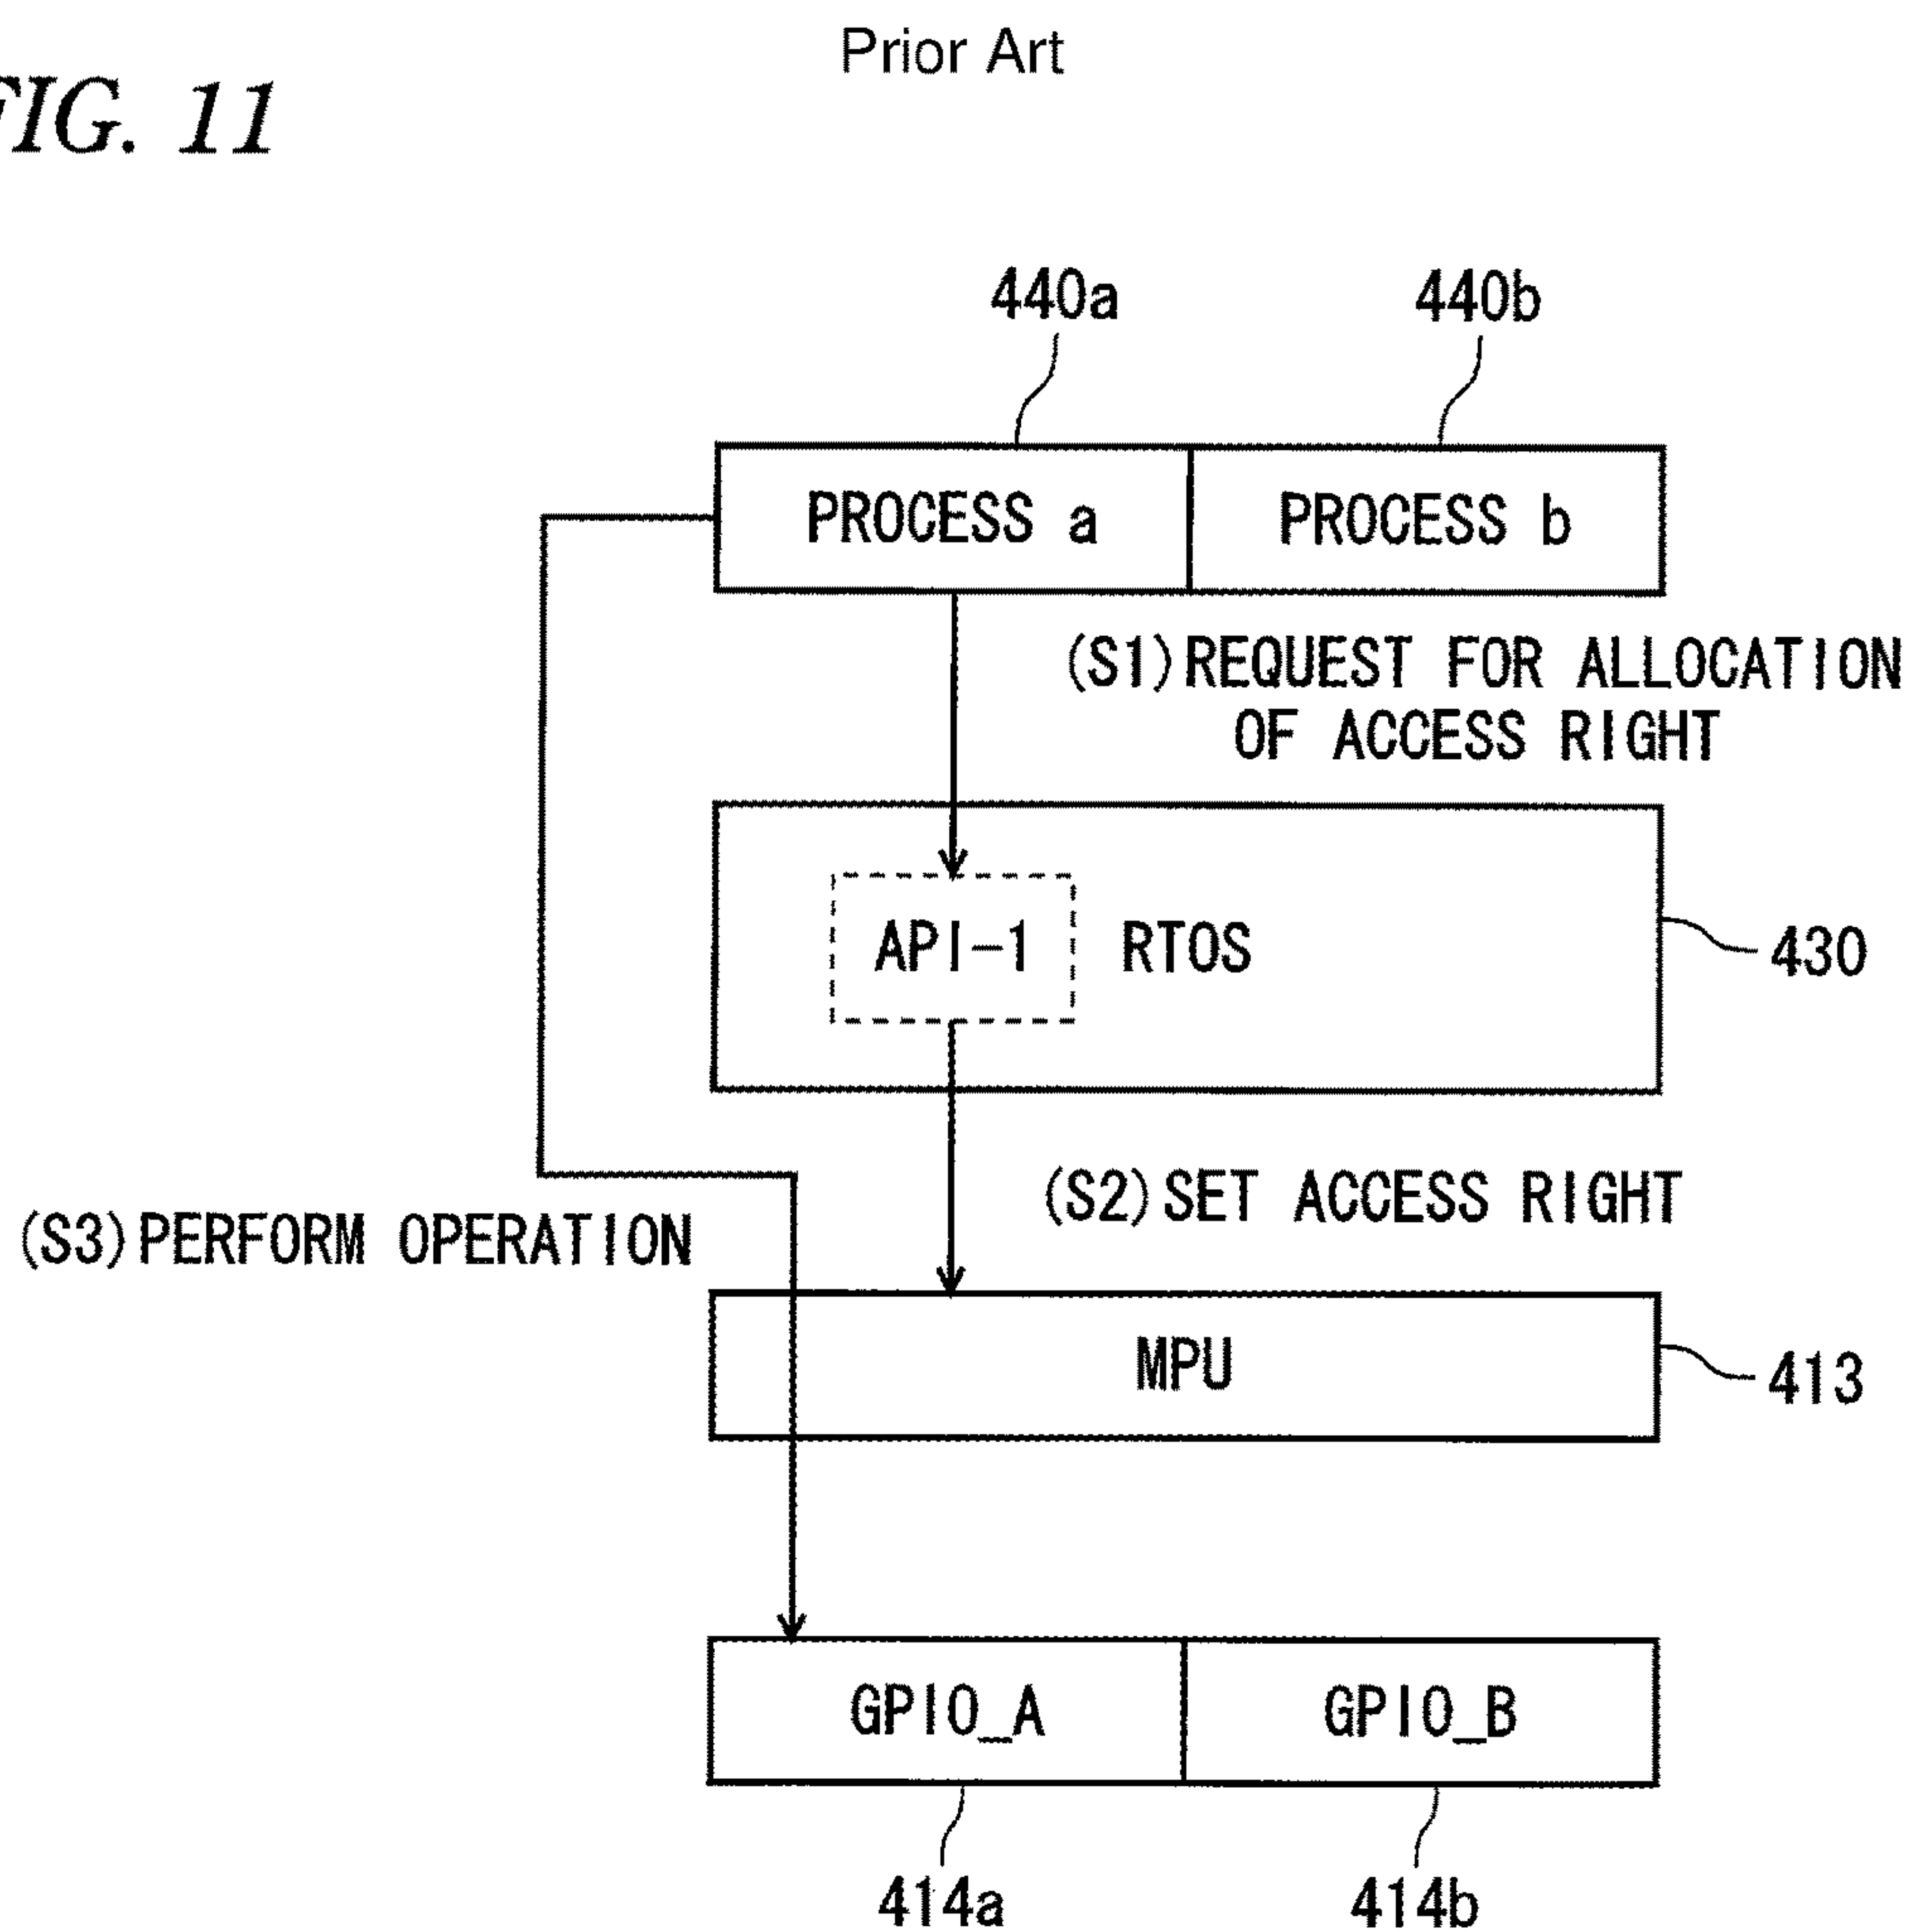 Prior Art
FIG. 11
440a
440b
PROCESS a
PROCESS b
(S1) REQUEST FOR ALLOCATION
OF ACCESS RIGHT
API-1
RTOS
430
(S2) SET ACCESS RIGHT
(S3) PERFORM OPERATION
MPU
413
GPIO_A
GPIO_B
414a
414b